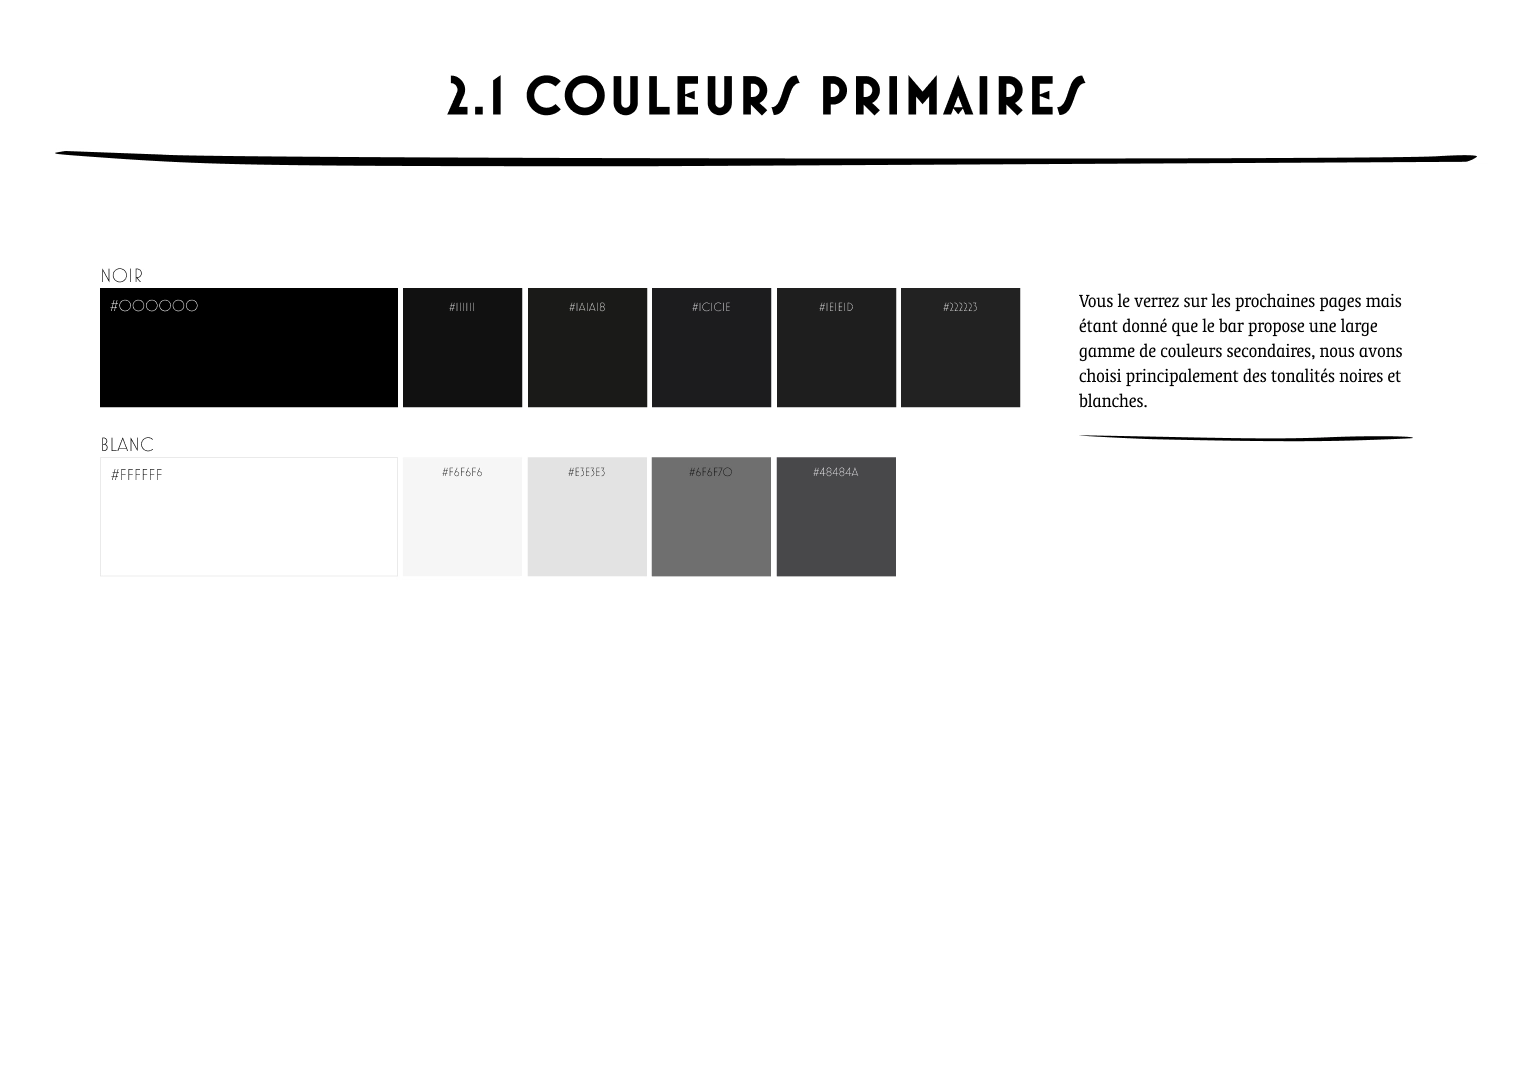 2.1 COULEURS PRIMAIRES
NOIR
#000000
#111111
#1A1A1B
#1C1C1E
#1E1E1D
#222223
Vous le verrez sur les prochaines pages mais
étant donné que le bar propose une large
gamme de couleurs secondaires, nous avons
choisi principalement des tonalités noires et
blanches.
BLANC
#FFFFFF
#F6F6F6
#E3E3E3
#6F6F70
#48484A